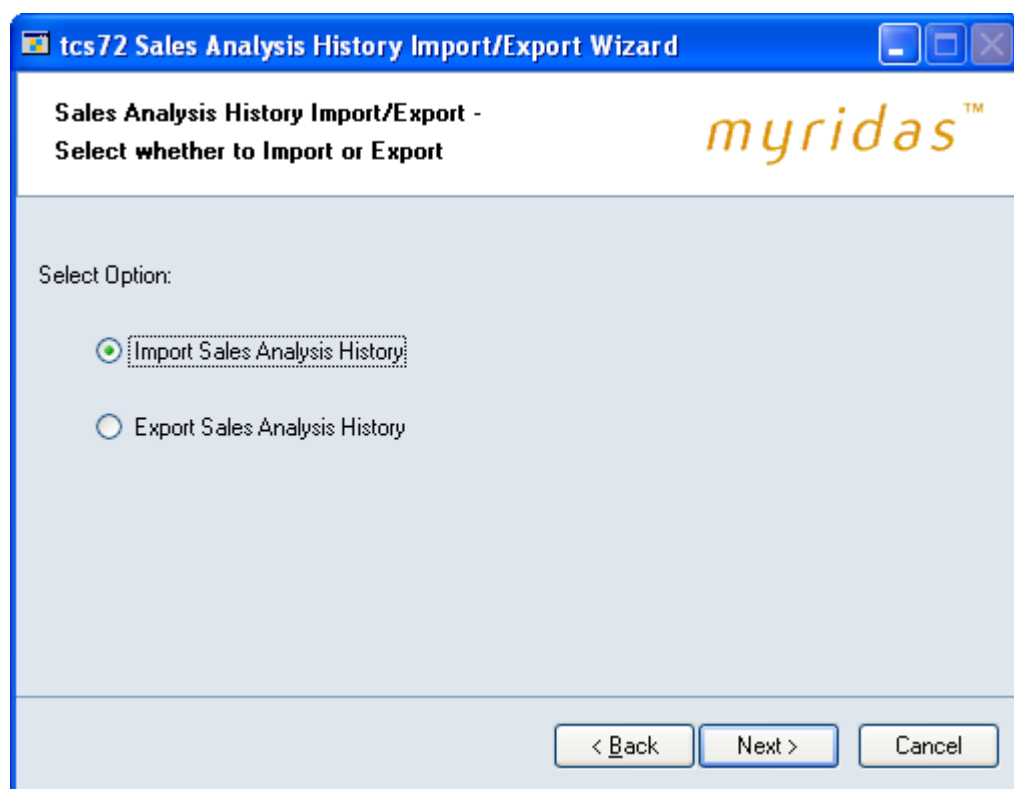 tcs72 Sales Analysis History Import/Export Wizard
Sales Analysis History Import/Export -
Select whether to Import or Export
myridas™
Select Option:
Import Sales Analysis History
Export Sales Analysis History
< Back Next > Cancel